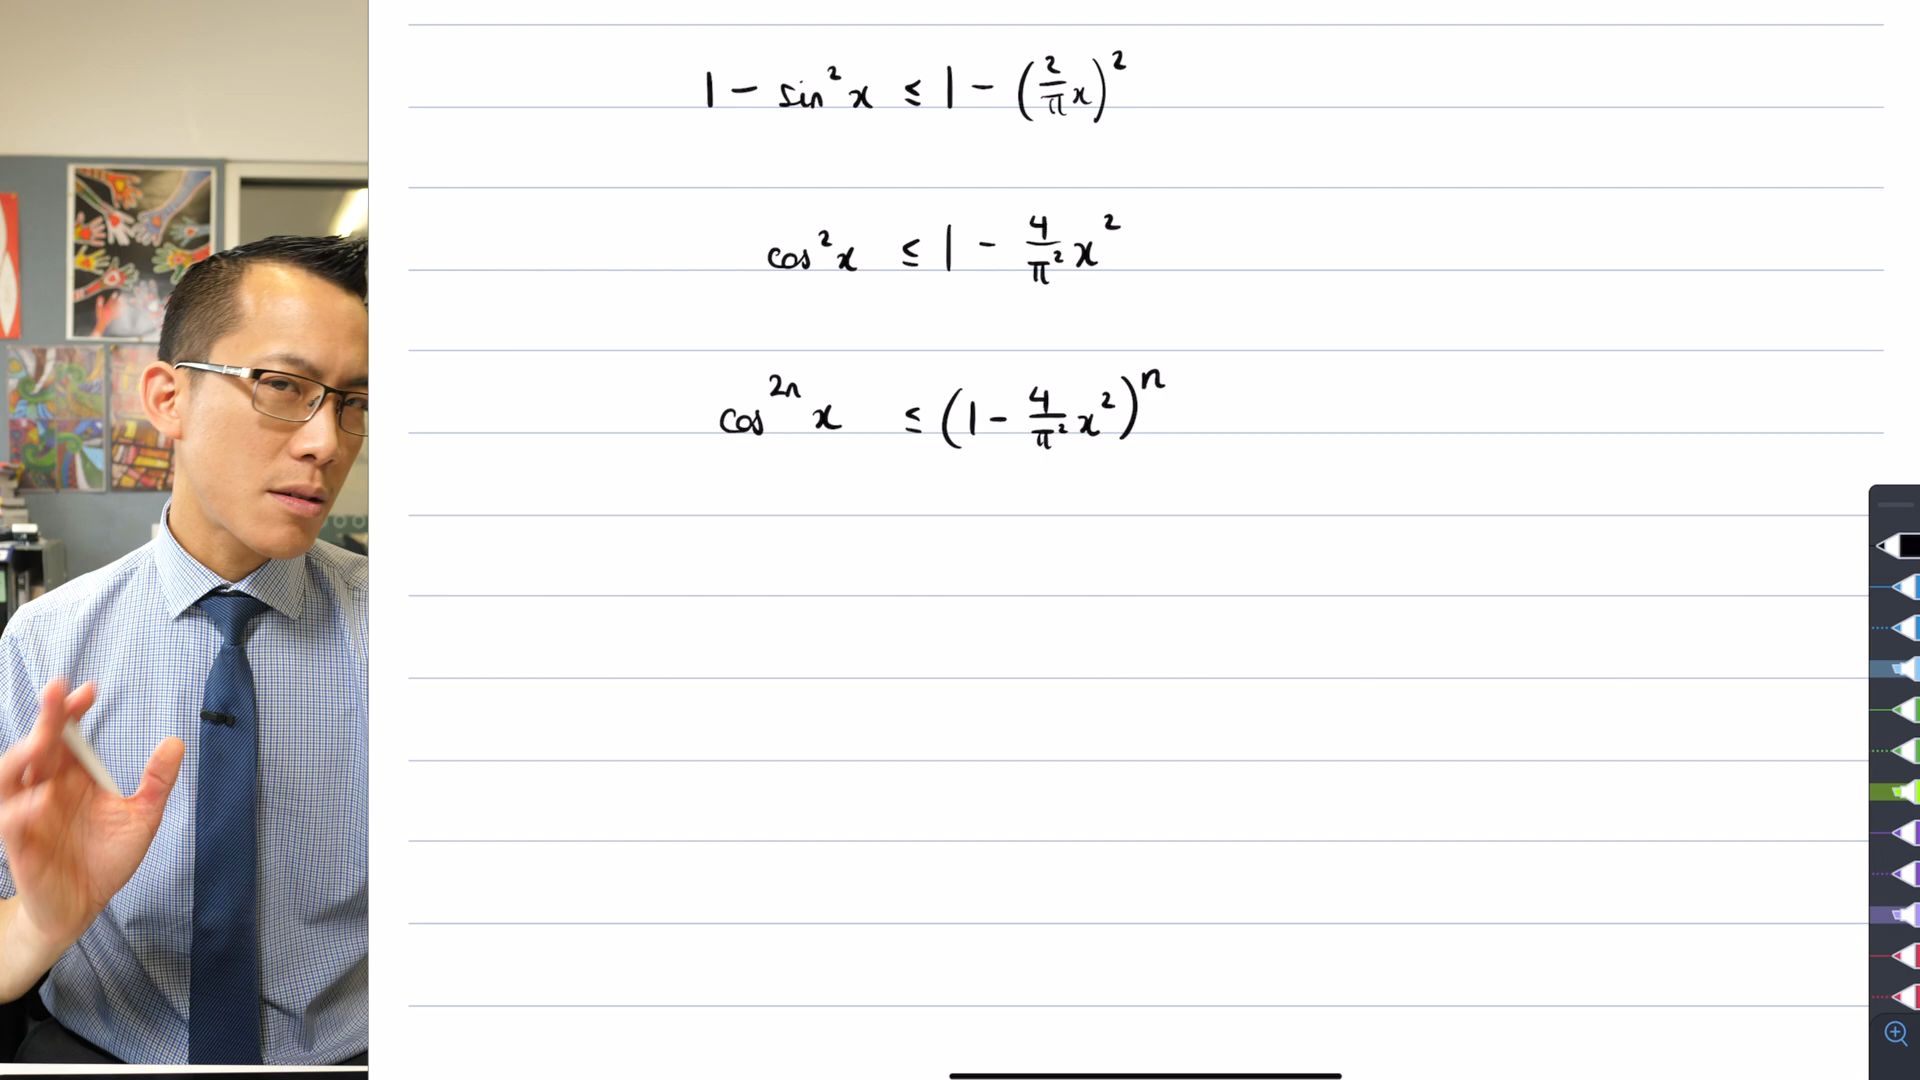 1 - sin²x ≤ 1 - (2/π x)²
cos²x ≤ 1 - 4/π² x²
cos²ⁿx ≤ (1 - 4/π² x²)ⁿ